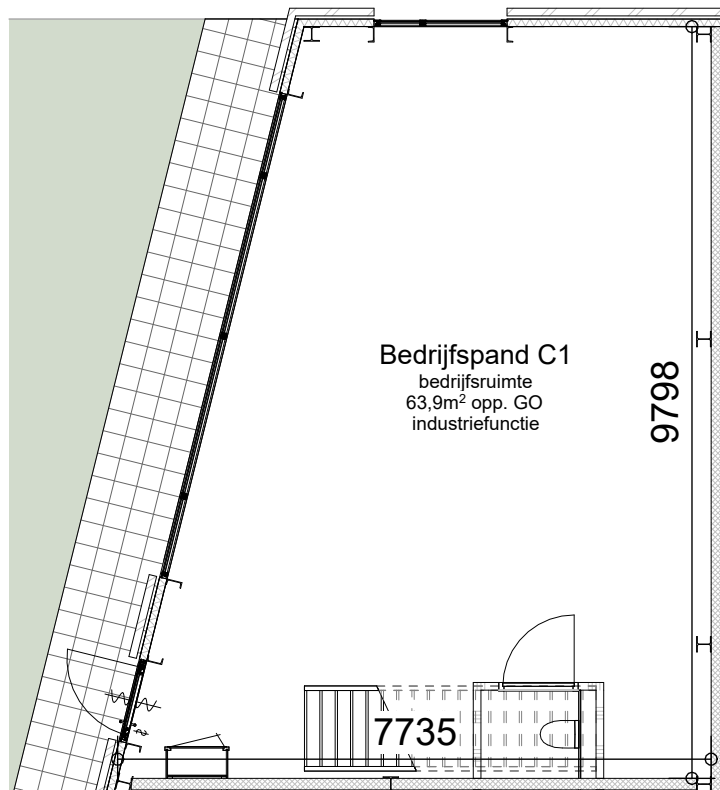 Bedrijfspand C1
bedrijfsruimte
63,9m² opp. GO
industriefunctie
9798
7735